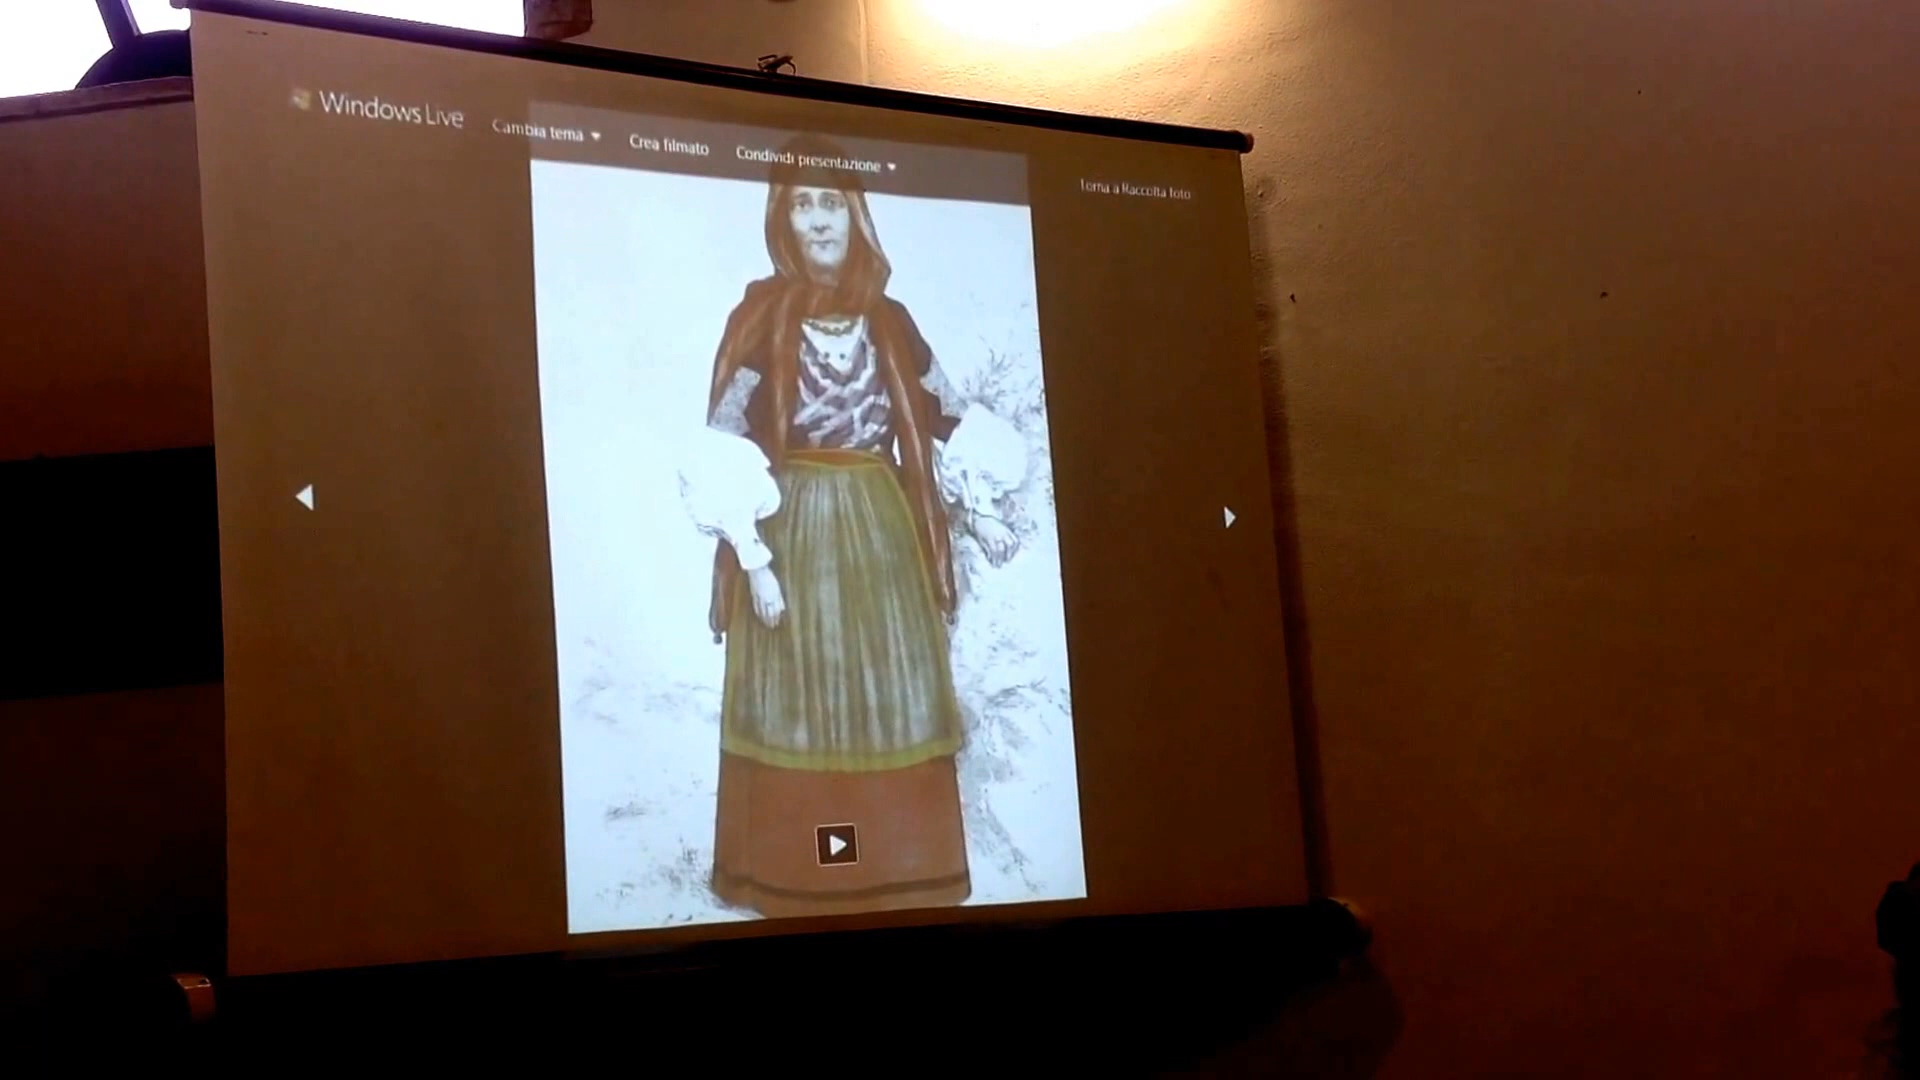 Windows Live
Cambia tema
Crea filmato
Condividi presentazione
Torna a Raccolta foto